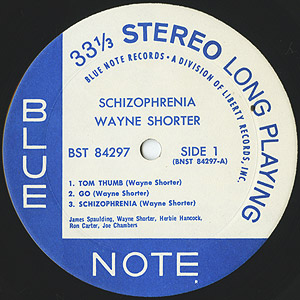 33⅓ STEREO LONG PLAYING
BLUE NOTE RECORDS • A DIVISION OF LIBERTY RECORDS, INC.
SCHIZOPHRENIA
WAYNE SHORTER
BST 84297
SIDE 1
(BNST 84297-A)
1. TOM THUMB (Wayne Shorter)
2. GO (Wayne Shorter)
3. SCHIZOPHRENIA (Wayne Shorter)
James Spaulding, Wayne Shorter, Herbie Hancock,
Ron Carter, Joe Chambers
BLUE
NOTE